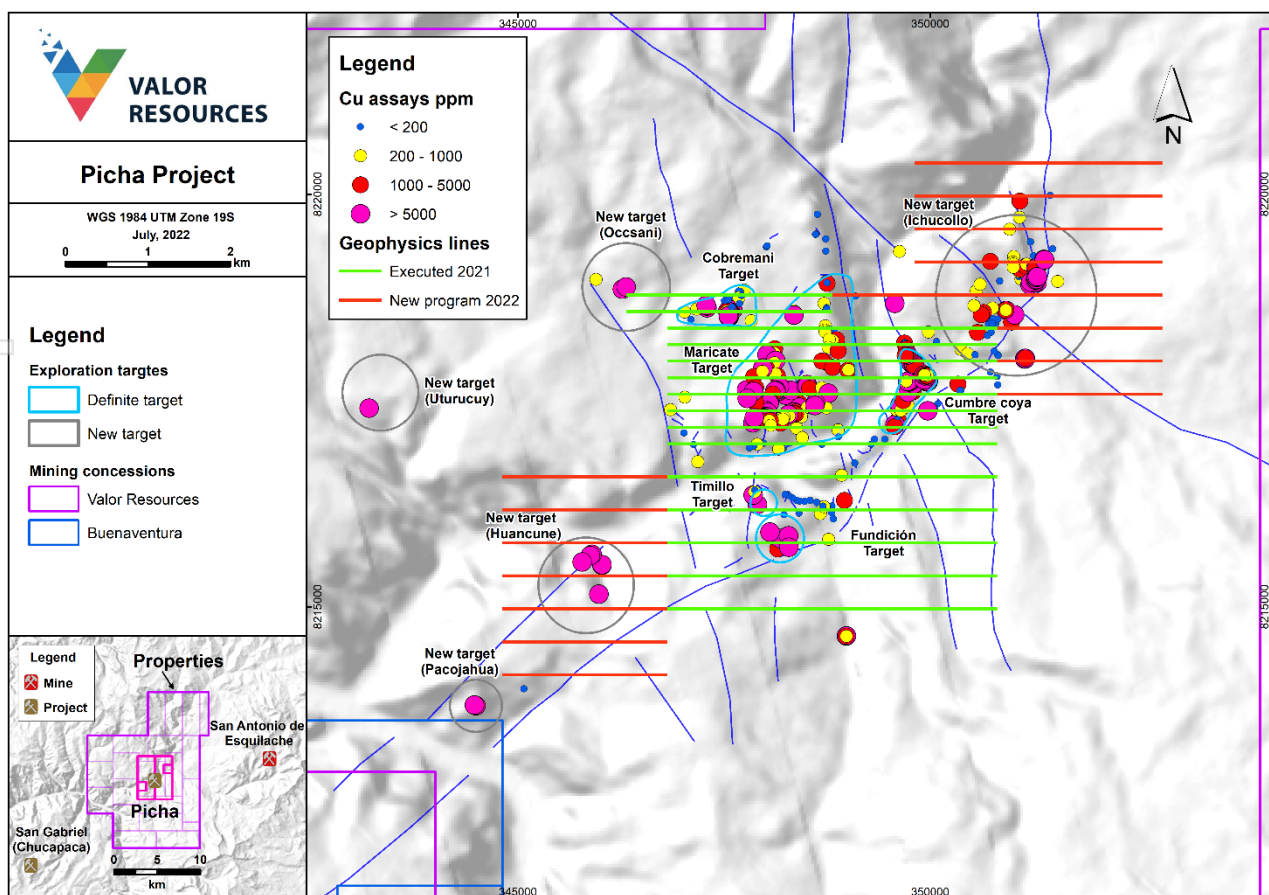 VALOR
RESOURCES
Picha Project
WGS 1984 UTM Zone 19S
July, 2022
0 1 2
km
Legend
Exploration targtes
Definite target
New target
Mining concessions
Valor Resources
Buenaventura
Legend
Mine
Project
Properties
San Antonio de
Esquilache
Picha
San Gabriel
(Chucapaca)
0 5 10
km
345000
350000
Legend
Cu assays ppm
< 200
200 - 1000
1000 - 5000
> 5000
Geophysics lines
Executed 2021
New program 2022
N
8220000
8220000
New target
(Occsani)
New target
(Ichucollo)
Cobremani
Target
Maricate
Target
New target
(Uturucuy)
Cumbre coya
Target
Timillo
Target
New target
(Huancune)
Fundición
Target
8215000
8215000
New target
(Pacojahua)
345000
350000